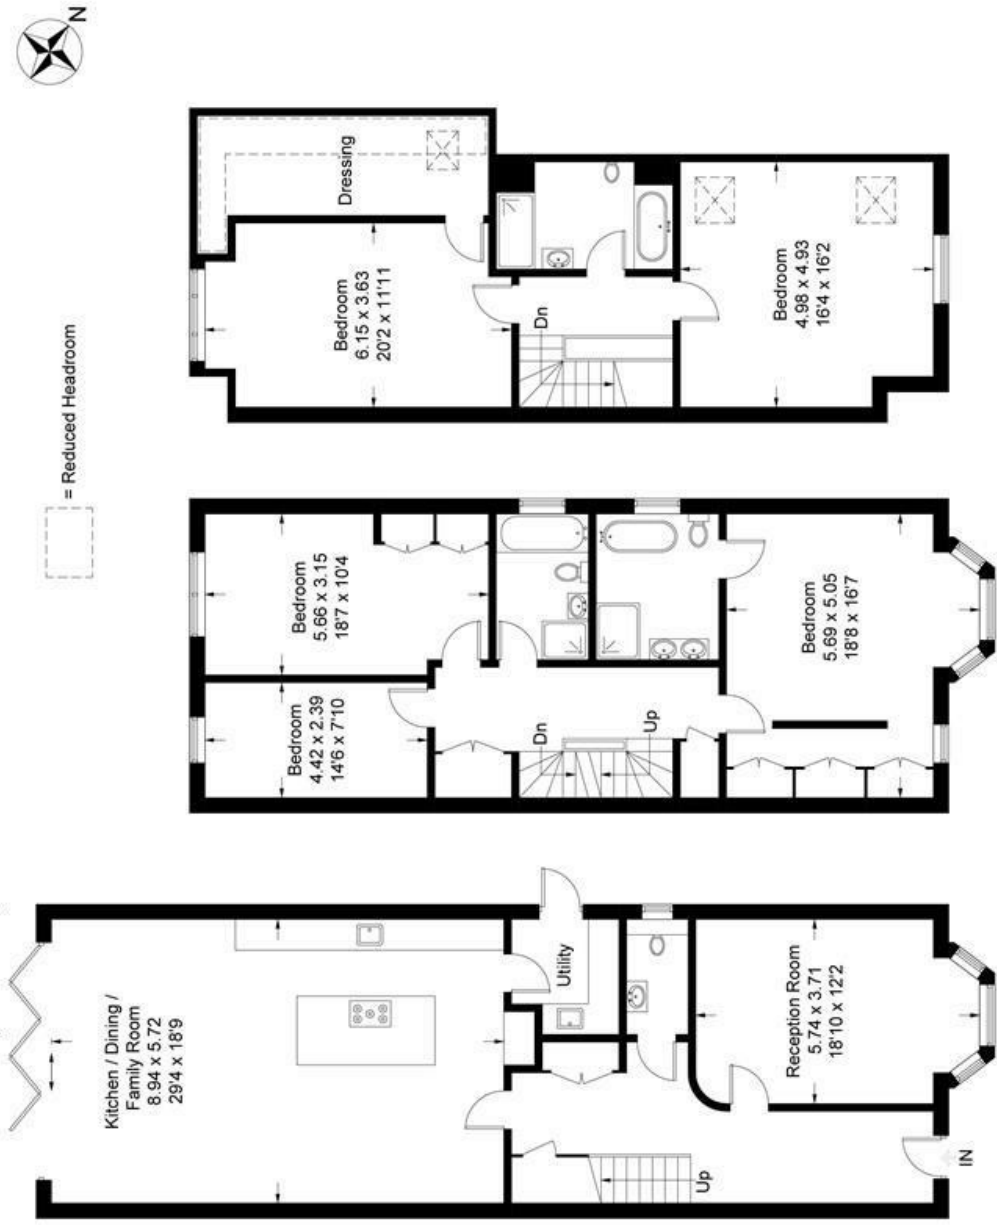 N
= Reduced Headroom
Kitchen / Dining /
Family Room
8.94 x 5.72
29'4 x 18'9
Utility
Reception Room
5.74 x 3.71
18'10 x 12'2
Up
IN
Bedroom
4.42 x 2.39
14'6 x 7'10
Bedroom
5.66 x 3.15
18'7 x 10'4
Dn
Up
Bedroom
5.69 x 5.05
18'8 x 16'7
Bedroom
6.15 x 3.63
20'2 x 11'11
Dressing
Dn
Bedroom
4.98 x 4.93
16'4 x 16'2